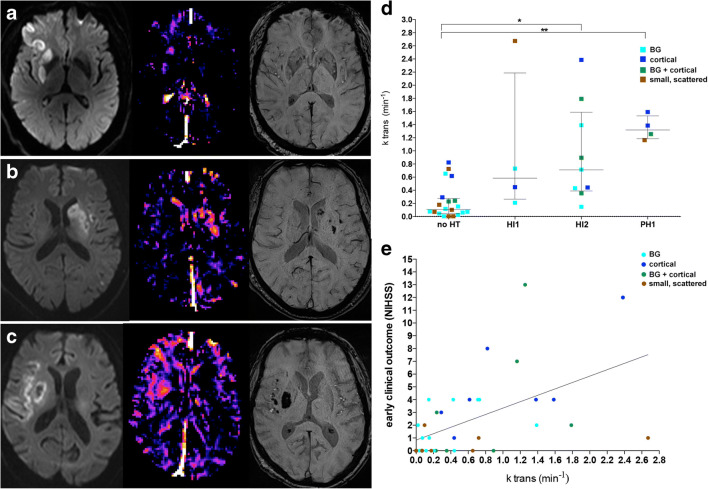 a
b
c
d
*
**
k trans (min⁻¹)
3.0
2.8
2.6
2.4
2.2
2.0
1.8
1.6
1.4
1.2
1.0
0.8
0.6
0.4
0.2
0.0
BG
cortical
BG + cortical
small, scattered
no HT HI1 HI2 PH1
e
early clinical outcome (NIHSS)
15
14
13
12
11
10
9
8
7
6
5
4
3
2
1
0
BG
cortical
BG + cortical
small, scattered
0.0 0.2 0.4 0.6 0.8 1.0 1.2 1.4 1.6 1.8 2.0 2.2 2.4 2.6 2.8
k trans (min⁻¹)